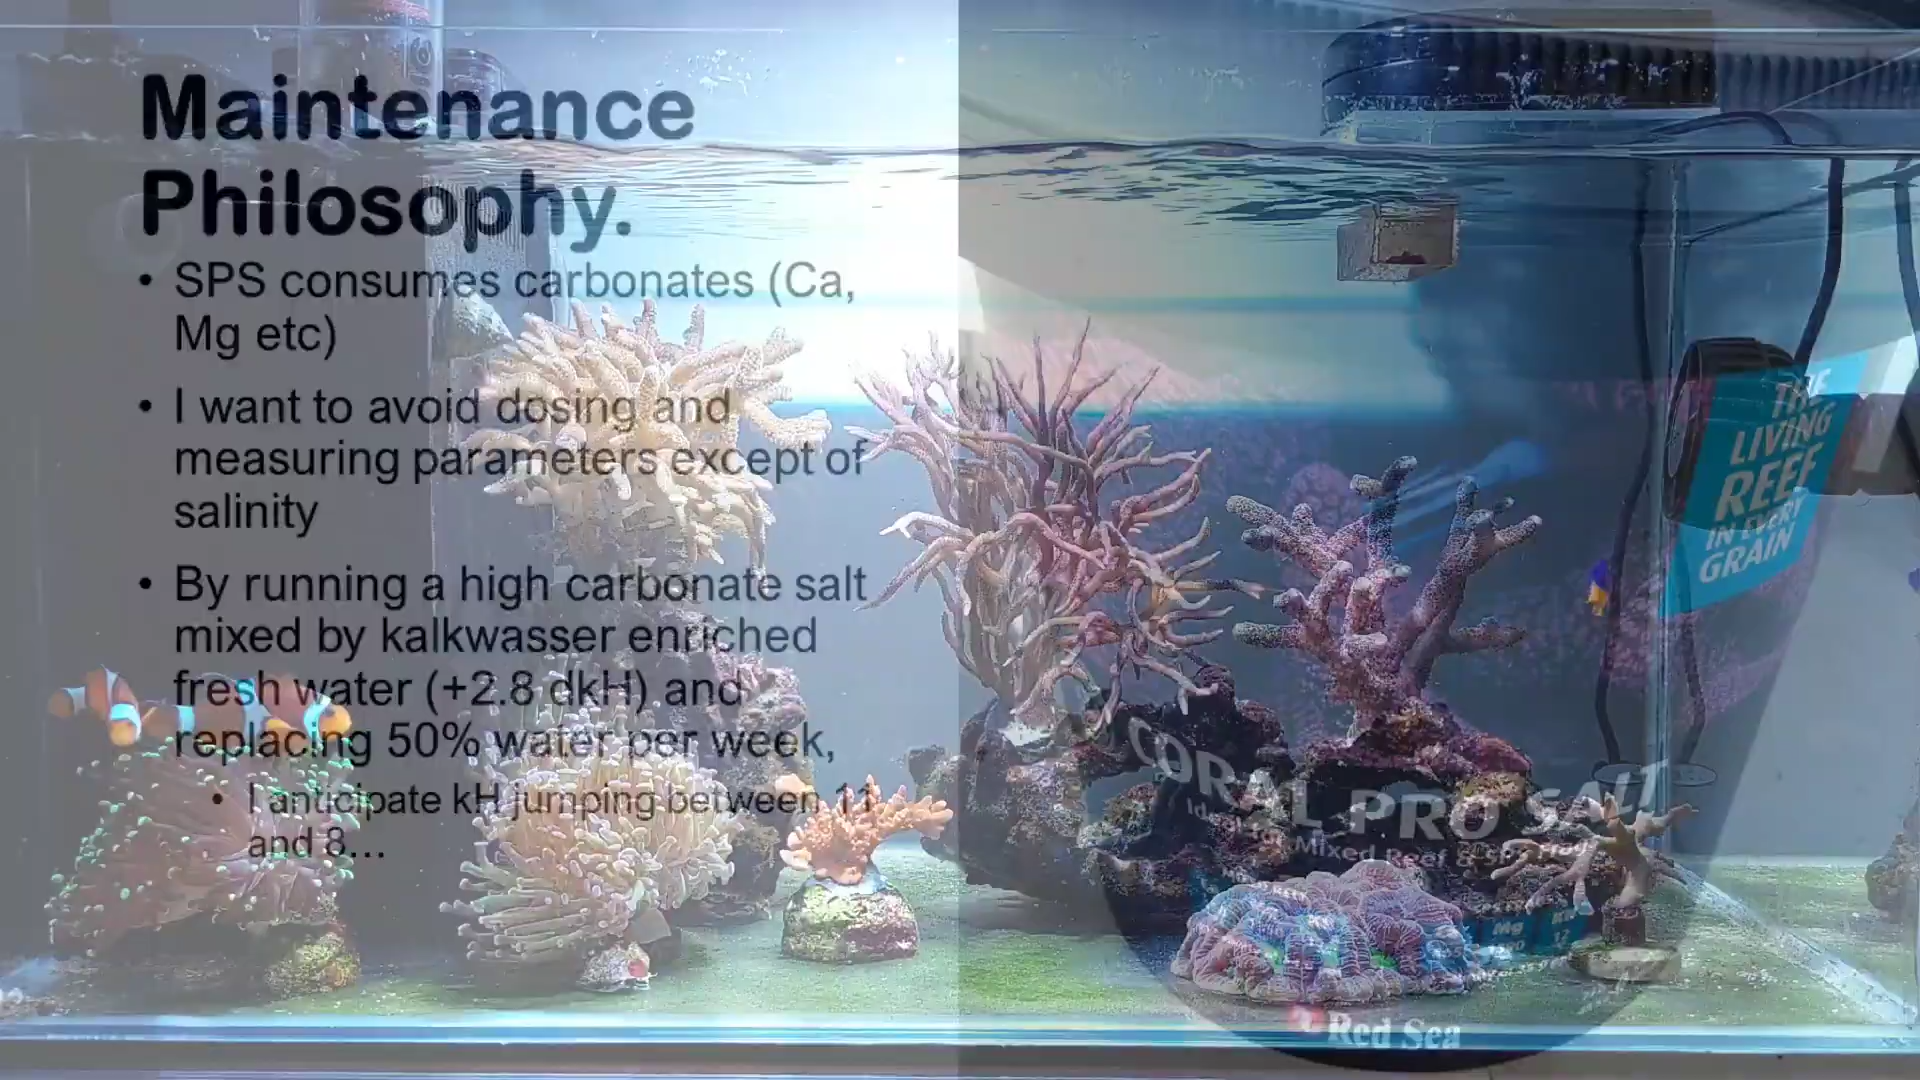 Maintenance
Philosophy.
• SPS consumes carbonates (Ca,
Mg etc)
• I want to avoid dosing and
measuring parameters except of
salinity
• By running a high carbonate salt
mixed by kalkwasser enriched
fresh water (+2.8 dkH) and
replacing 50% water per week,
• I anticipate kH jumping between 11
and 8...
THE
LIVING
REEF
IN EVERY
GRAIN
CORAL PRO SALT
Ideal for Mixed Reef &
Mg
Red Sea